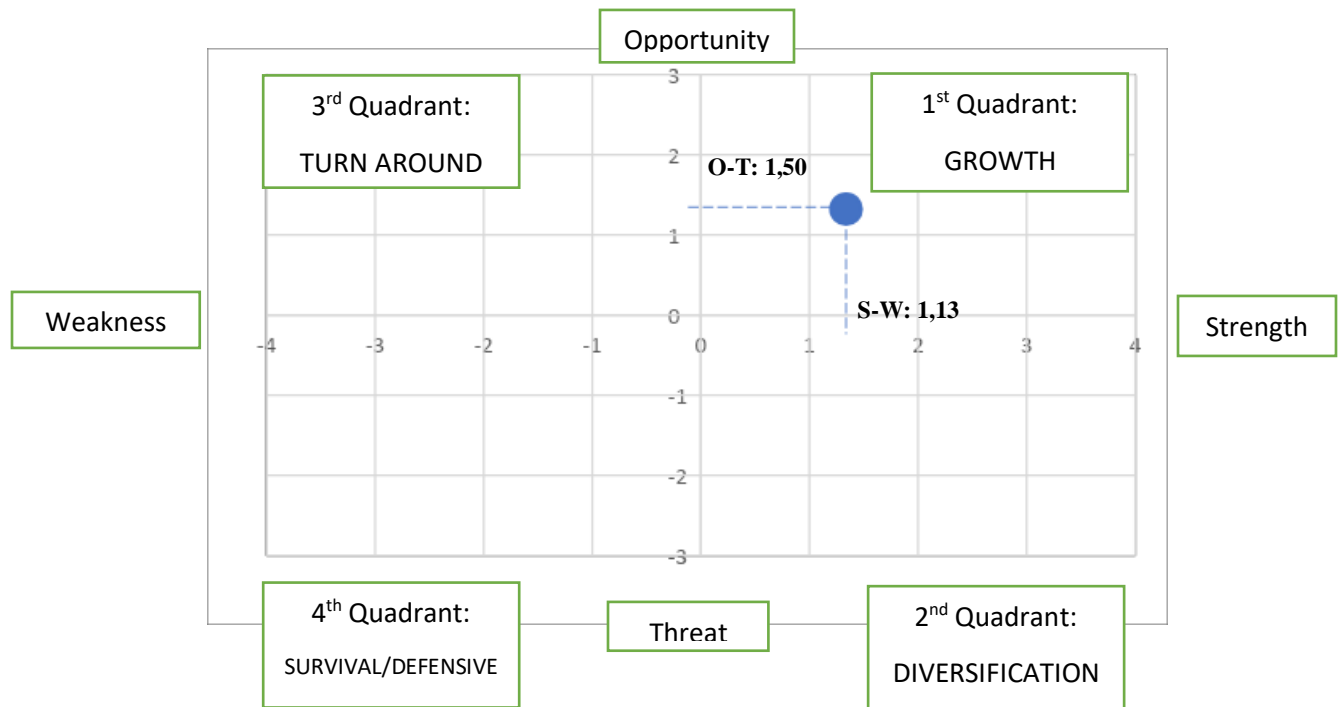 Opportunity
3rd Quadrant:
TURN AROUND
1st Quadrant:
GROWTH
3
2
O-T: 1,50
1
Weakness
0
S-W: 1,13
Strength
-4 -3 -2 -1 0 1 2 3 4
-1
-2
-3
4th Quadrant:
SURVIVAL/DEFENSIVE
Threat
2nd Quadrant:
DIVERSIFICATION